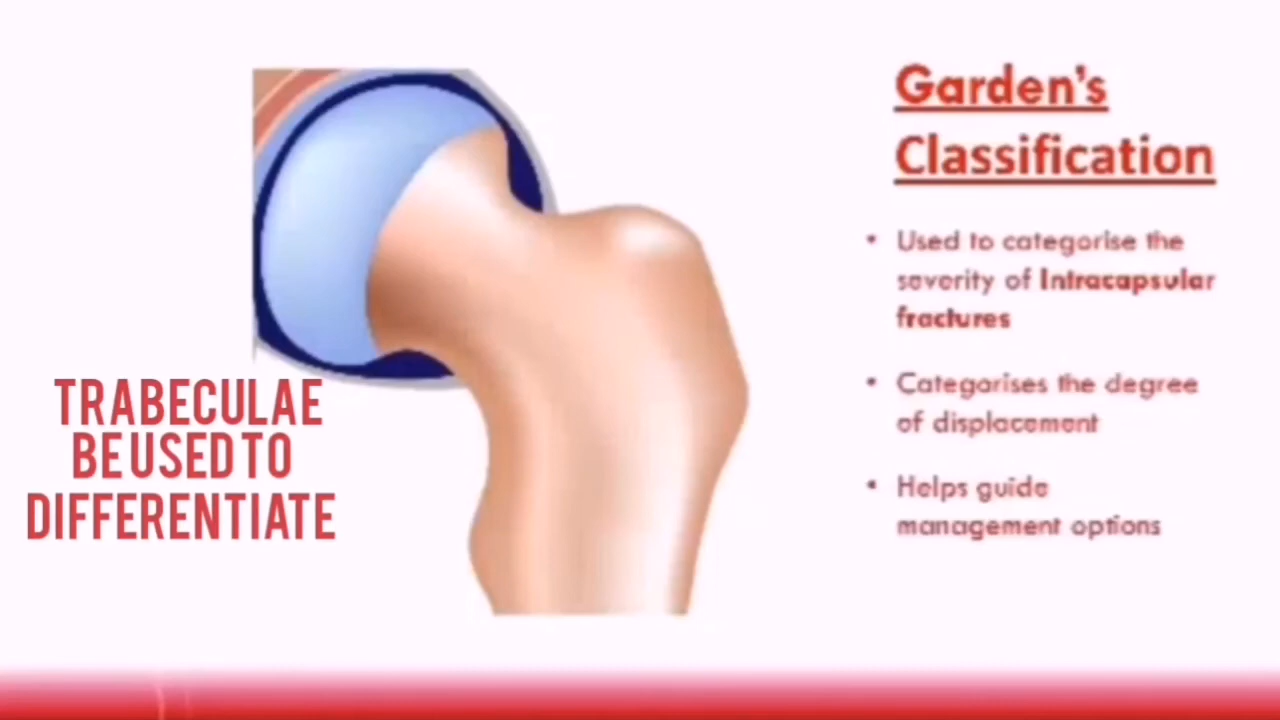 Garden's
Classification
• Used to categorise the
severity of Intracapsular
fractures
• Categorises the degree
of displacement
• Helps guide
management options
TRABECULAE
BE USED TO
DIFFERENTIATE